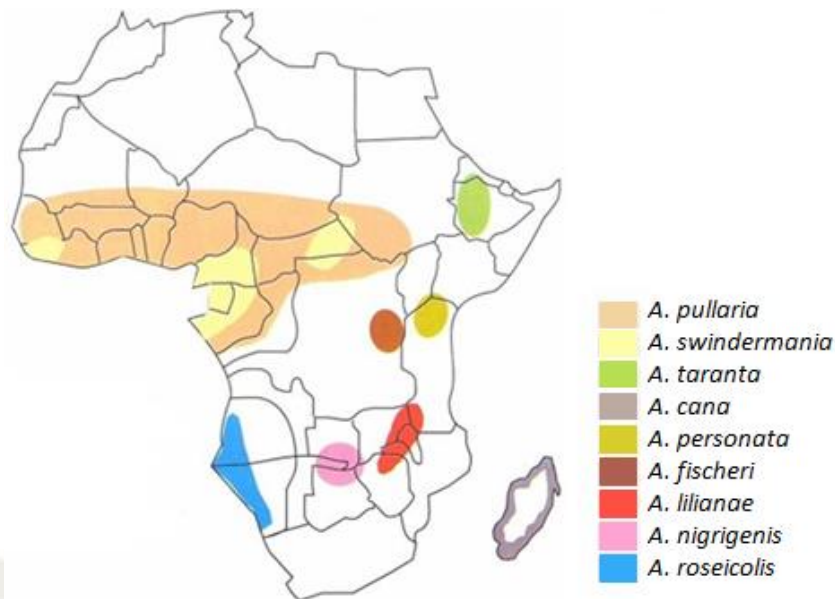 A. pullaria
A. swindermania
A. taranta
A. cana
A. personata
A. fischeri
A. lilianae
A. nigrigenis
A. roseicolis